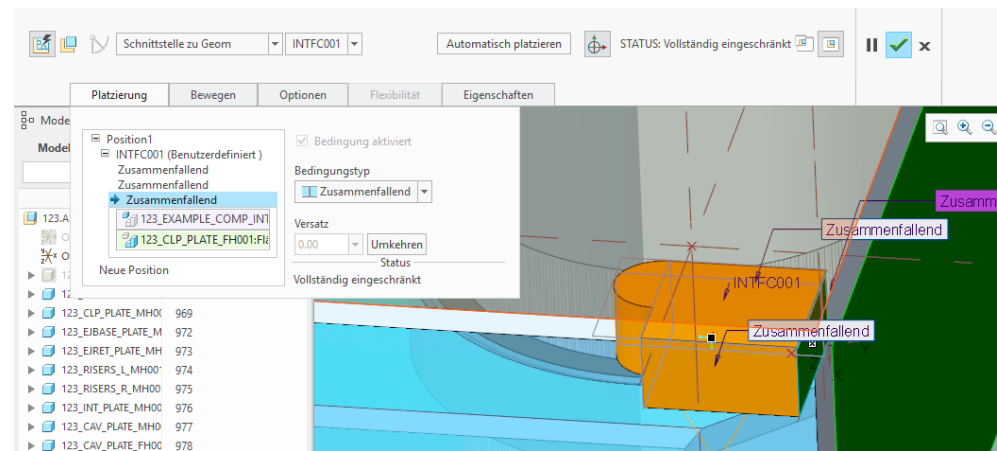 Schnittstelle zu Geom
INTFC001
Automatisch platzieren
STATUS: Vollständig eingeschränkt
Platzierung
Bewegen
Optionen
Flexibilität
Eigenschaften
Mode
Model
Position1
INTFC001 (Benutzerdefiniert )
Zusammenfallend
Zusammenfallend
Zusammenfallend
123_EXAMPLE_COMP_INT
123_CLP_PLATE_FH001:Flä
Neue Position
Bedingung aktiviert
Bedingungstyp
Zusammenfallend
Versatz
0.00
Umkehren
Status
Vollständig eingeschränkt
123.A
O
O
12
12
123_CLP_PLATE_MH00 969
123_EJBASE_PLATE_M 972
123_EJRET_PLATE_MH 973
123_RISERS_L_MH001 974
123_RISERS_R_MH00 975
123_INT_PLATE_MH00 976
123_CAV_PLATE_MH0 977
123_CAV_PLATE_FH00 978
Zusamm
Zusammenfallend
INTFC001
Zusammenfallend